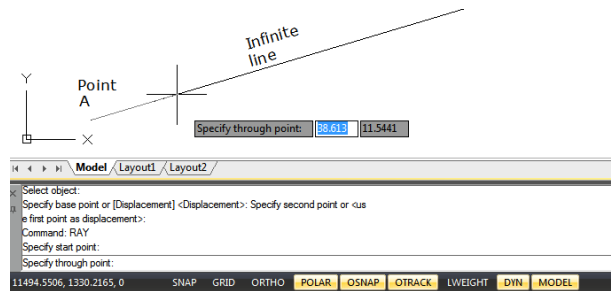 Infinite
line
Point
A
Y
X
Specify through point: 38.613 11.5441
Model Layout1 Layout2
Select object:
Specify base point or [Displacement] <Displacement>: Specify second point or <us
e first point as displacement>:
Command: RAY
Specify start point:
Specify through point:
11494.5506, 1330.2165, 0 SNAP GRID ORTHO POLAR OSNAP OTRACK LWEIGHT DYN MODEL